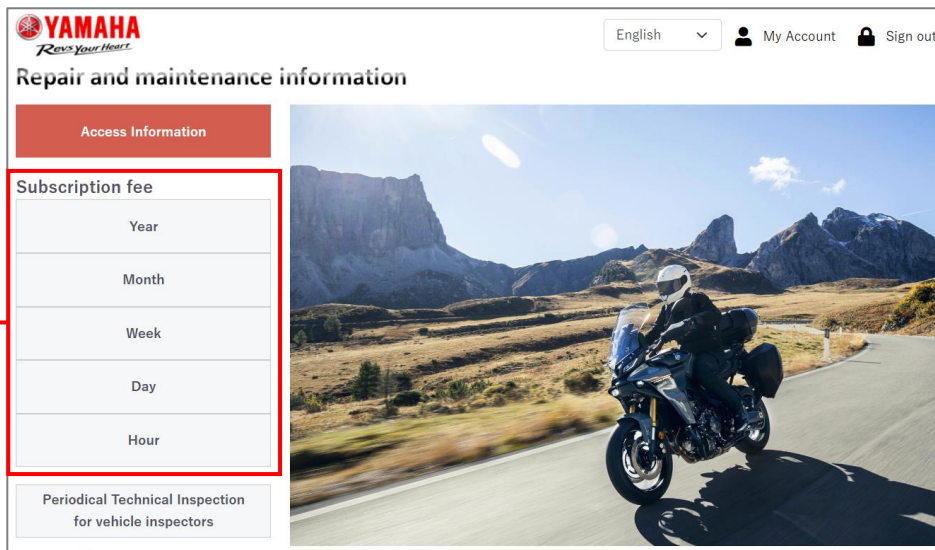 YAMAHA
Revs Your Heart
English
My Account
Sign out
Repair and maintenance information
Access Information
Subscription fee
Year
Month
Week
Day
Hour
Periodical Technical Inspection
for vehicle inspectors